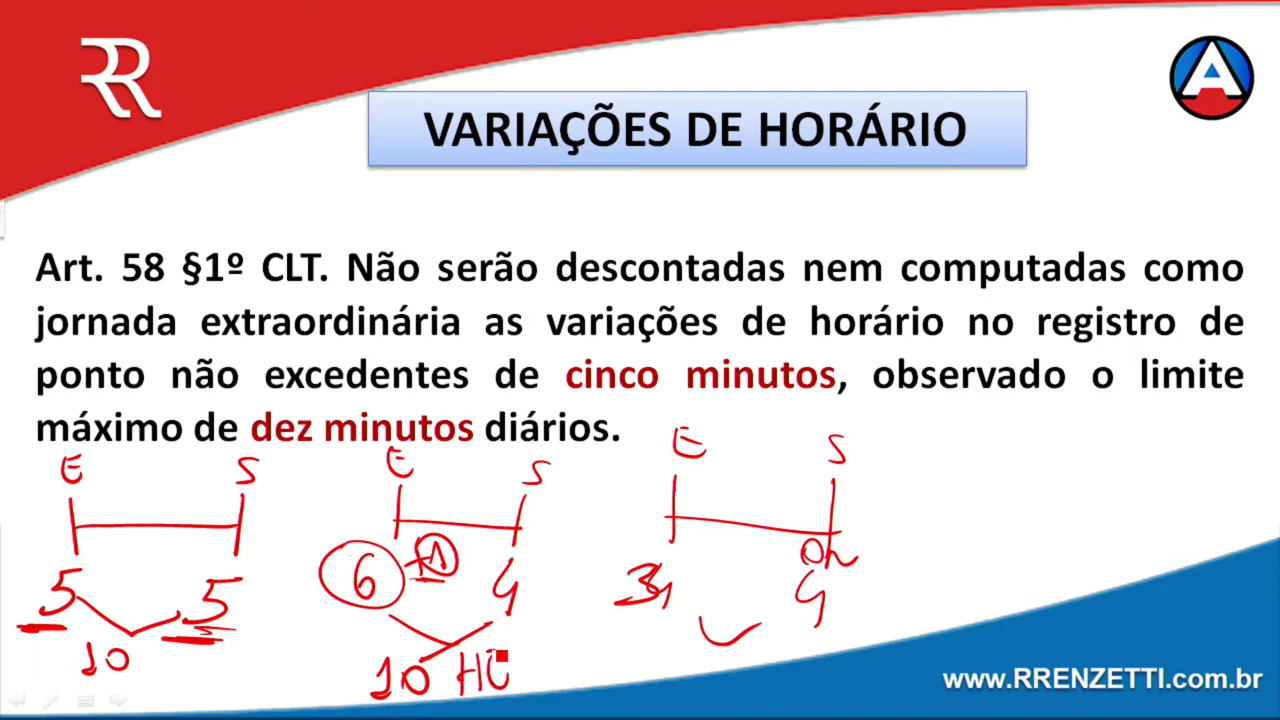 RR
A
VARIAÇÕES DE HORÁRIO
Art. 58 §1º CLT. Não serão descontadas nem computadas como
jornada extraordinária as variações de horário no registro de
ponto não excedentes de cinco minutos, observado o limite
máximo de dez minutos diários.
E S E S E S
5 5 6 4 4
10 10
www.RRENZETTI.com.br